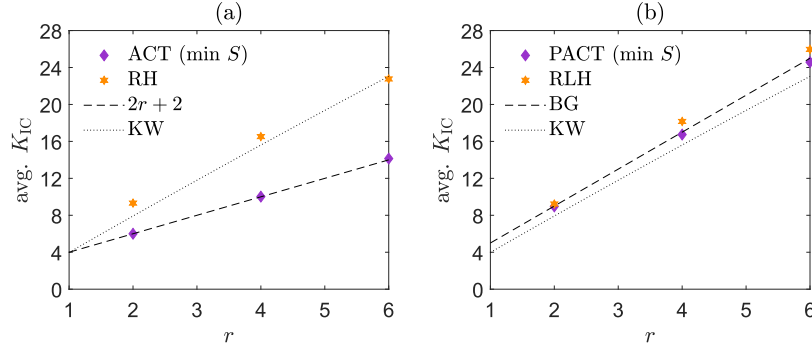 (a)
avg. K_IC
28
24
20
16
12
8
4
0
ACT (min S)
RH
2r + 2
KW
1 2 3 4 5 6
r
(b)
avg. K_IC
28
24
20
16
12
8
4
0
PACT (min S)
RLH
BG
KW
1 2 3 4 5 6
r